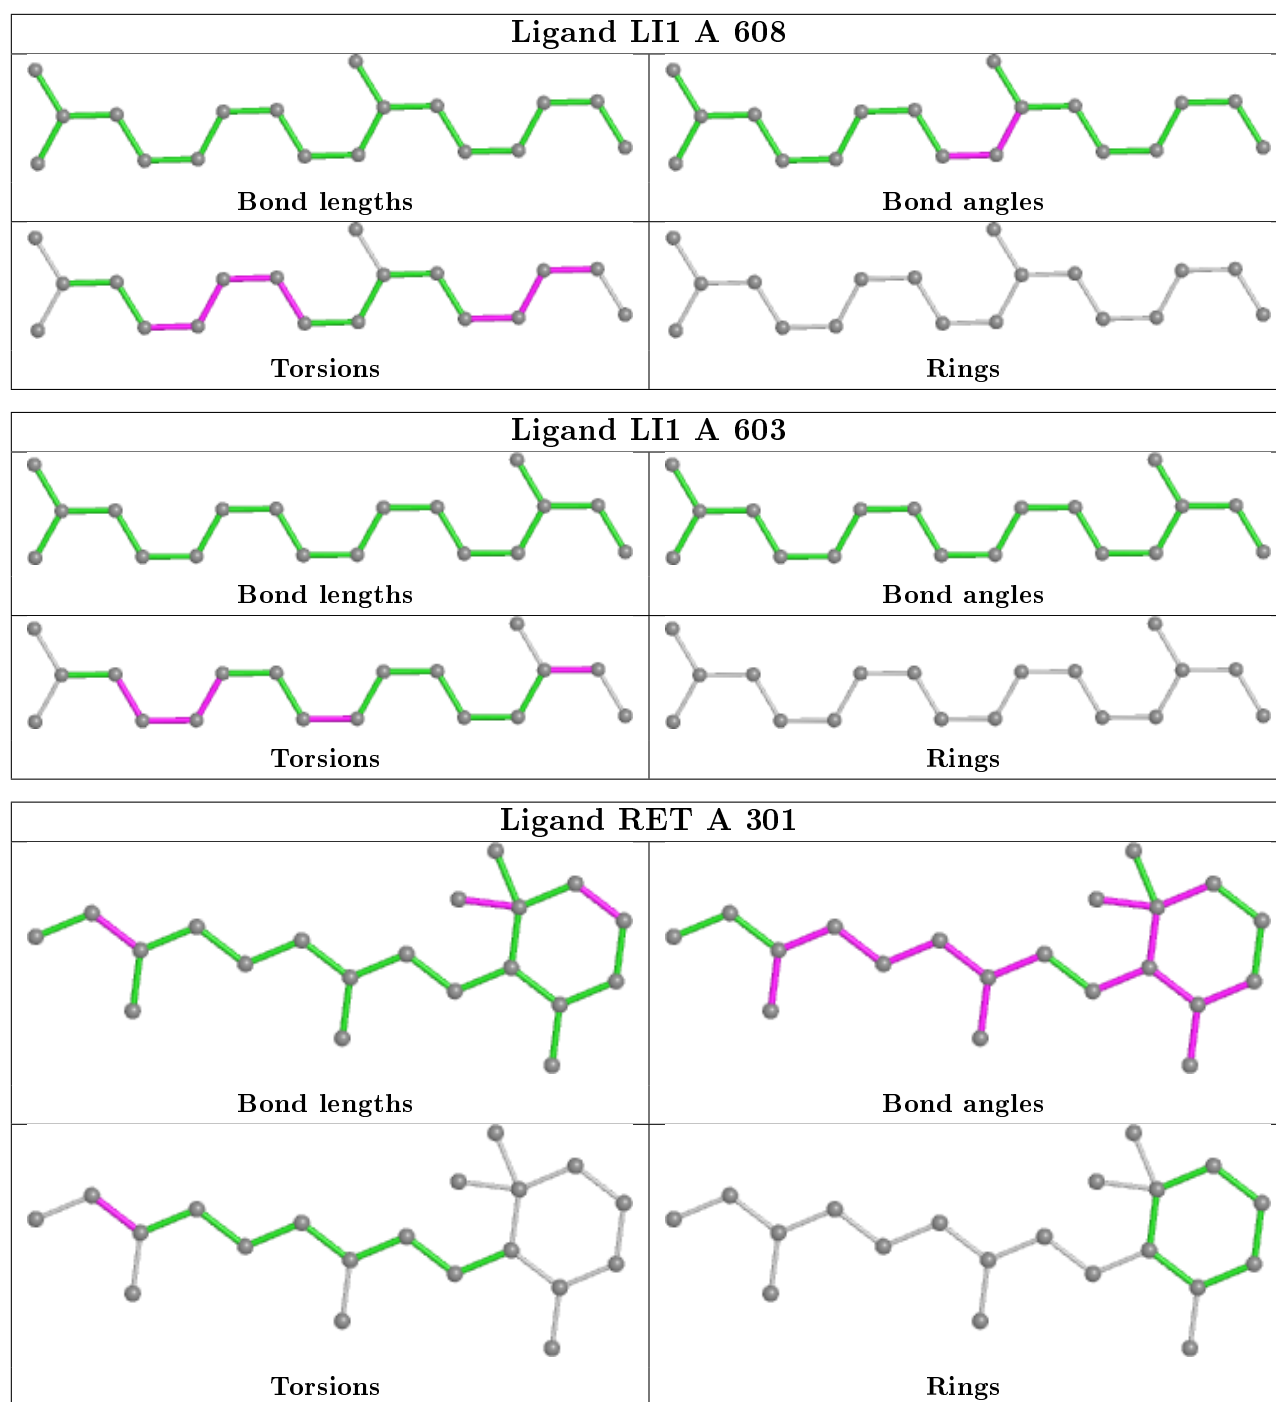 Ligand LI1 A 608
Bond lengths
Bond angles
Torsions
Rings
Ligand LI1 A 603
Bond lengths
Bond angles
Torsions
Rings
Ligand RET A 301
Bond lengths
Bond angles
Torsions
Rings